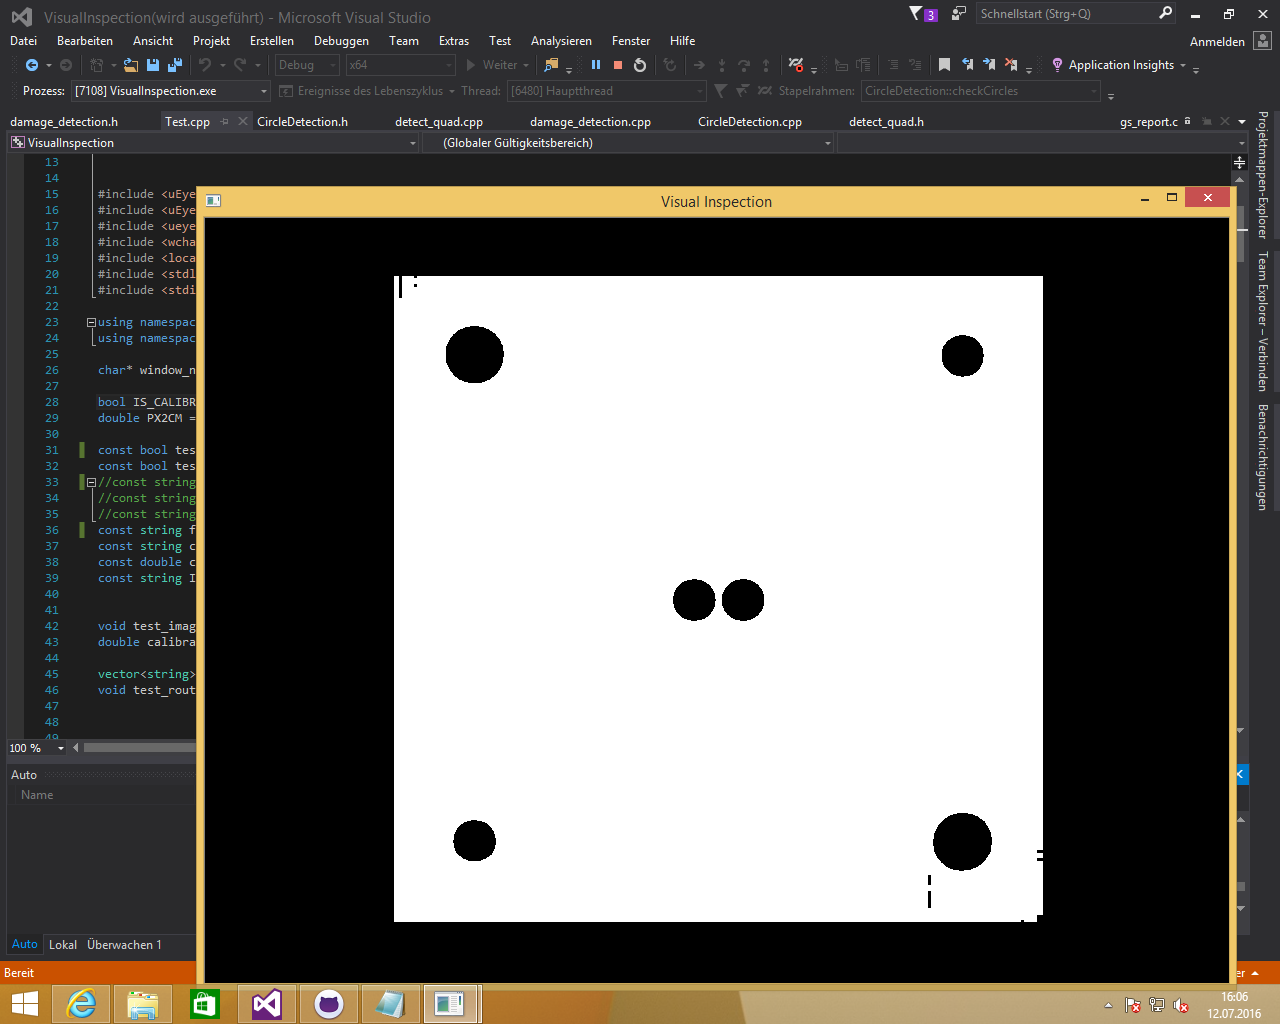 VisualInspection(wird ausgeführt) - Microsoft Visual Studio
3
Schnellstart (Strg+Q)
Datei Bearbeiten Ansicht Projekt Erstellen Debuggen Team Extras Test Analysieren Fenster Hilfe
Anmelden
Debug x64 Weiter Application Insights
Prozess: [7108] VisualInspection.exe Ereignisse des Lebenszyklus Thread: [6480] Hauptthread Stapelrahmen: CircleDetection::checkCircles
damage_detection.h Test.cpp CircleDetection.h detect_quad.cpp damage_detection.cpp CircleDetection.cpp detect_quad.h gs_report.c
VisualInspection (Globaler Gültigkeitsbereich)
13
14
15 #include <uEye
16 #include <uEye
17 #include <ueye
18 #include <wcha
19 #include <loca
20 #include <stdl
21 #include <stdi
22
23 using namespac
24 using namespac
25
26 char* window_n
27
28 bool IS_CALIBR
29 double PX2CM =
30
31 const bool tes
32 const bool tes
33 //const string
34 //const string
35 //const string
36 const string f
37 const string c
38 const double c
39 const string I
40
41
42 void test_imag
43 double calibra
44
45 vector<string>
46 void test_rout
47
48
49
100 %
Visual Inspection
Projektmappen-Explorer
Team Explorer – Verbinden
Benachrichtigungen
Auto
Name
Auto Lokal Überwachen 1
Bereit
er
16:06
12.07.2016